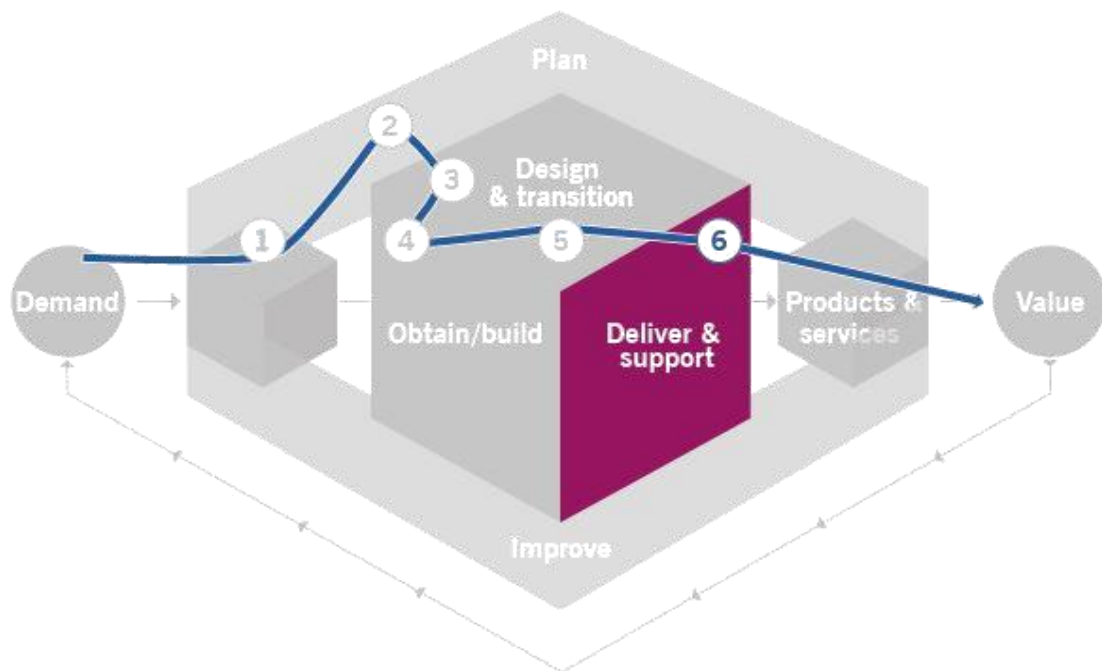 Plan
2
3
Design
& transition
1
4
5
6
Demand
Obtain/build
Deliver &
support
Products &
services
Value
Improve